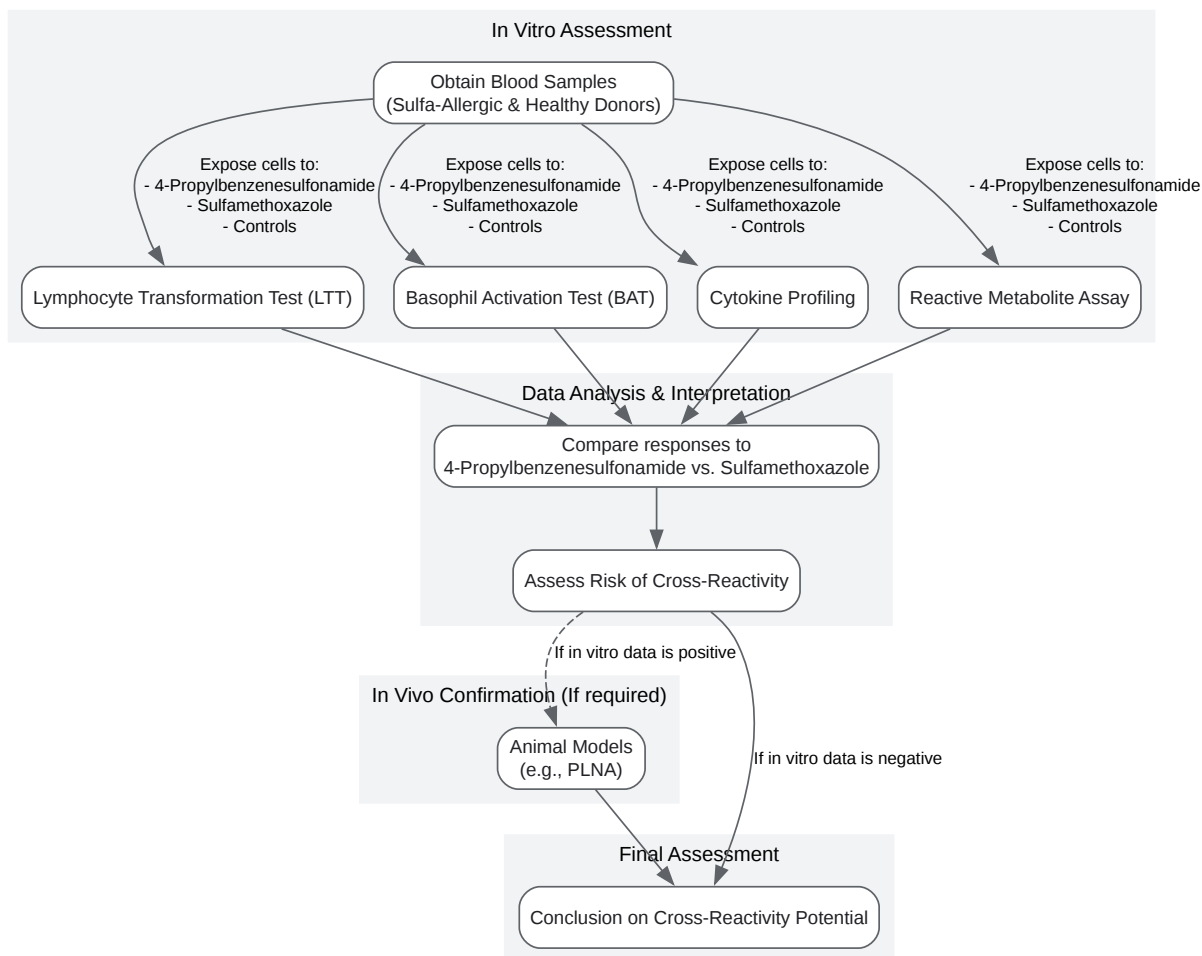 In Vitro Assessment
Obtain Blood Samples
(Sulfa-Allergic & Healthy Donors)
Expose cells to:
- 4-Propylbenzenesulfonamide
- Sulfamethoxazole
- Controls
Expose cells to:
- 4-Propylbenzenesulfonamide
- Sulfamethoxazole
- Controls
Expose cells to:
- 4-Propylbenzenesulfonamide
- Sulfamethoxazole
- Controls
Expose cells to:
- 4-Propylbenzenesulfonamide
- Sulfamethoxazole
- Controls
Lymphocyte Transformation Test (LTT)
Basophil Activation Test (BAT)
Cytokine Profiling
Reactive Metabolite Assay
Data Analysis & Interpretation
Compare responses to
4-Propylbenzenesulfonamide vs. Sulfamethoxazole
Assess Risk of Cross-Reactivity
If in vitro data is positive
In Vivo Confirmation (If required)
Animal Models
(e.g., PLNA)
If in vitro data is negative
Final Assessment
Conclusion on Cross-Reactivity Potential